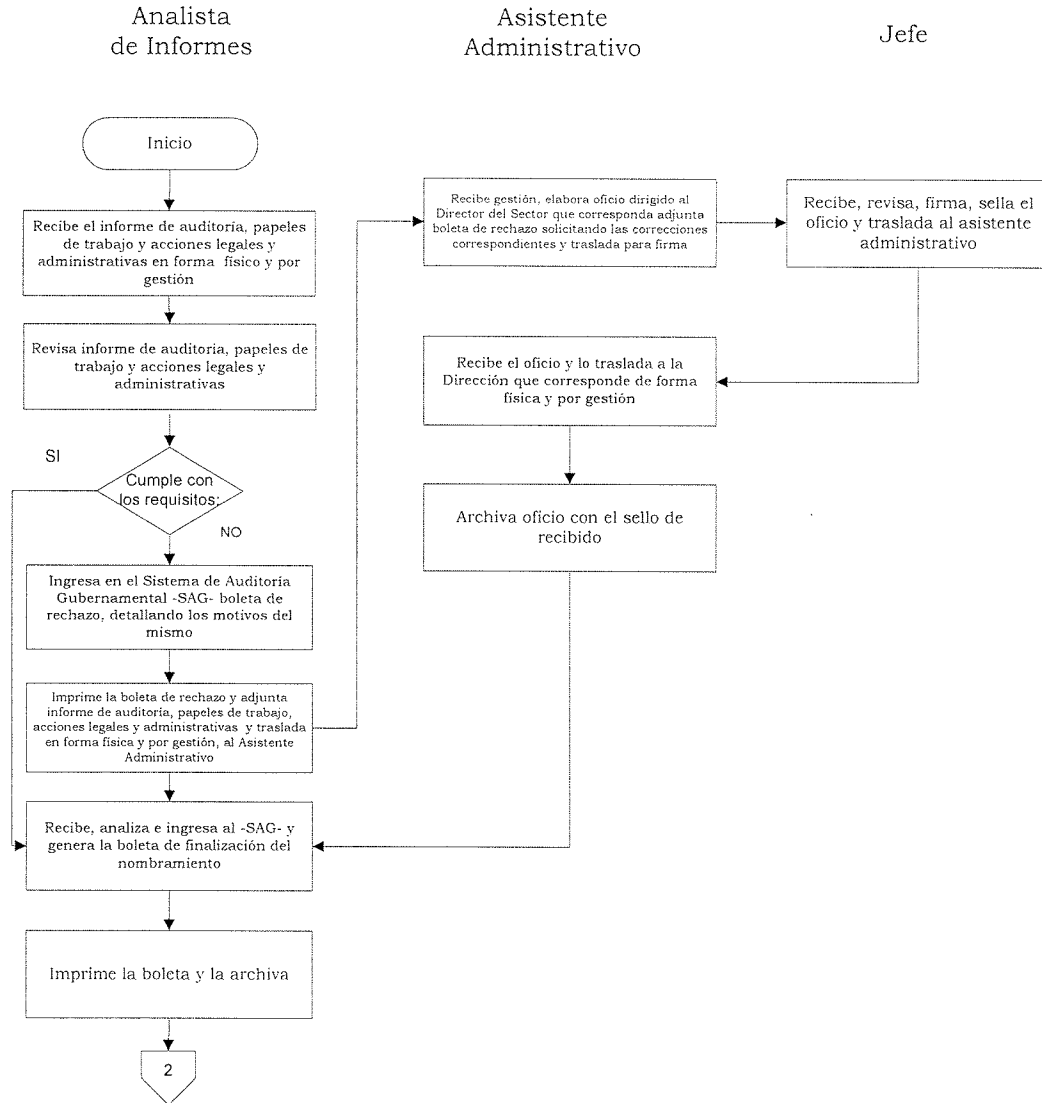 Analista
de Informes
Asistente
Administrativo
Jefe
Inicio
Recibe el informe de auditoría, papeles
de trabajo y acciones legales y
administrativas en forma físico y por
gestión
Revisa informe de auditoría, papeles de
trabajo y acciones legales y
administrativas
SI
Cumple con
los requisitos:
NO
Ingresa en el Sistema de Auditoría
Gubernamental -SAG- boleta de
rechazo, detallando los motivos del
mismo
Imprime la boleta de rechazo y adjunta
informe de auditoría, papeles de trabajo,
acciones legales y administrativas y traslada
en forma física y por gestión, al Asistente
Administrativo
Recibe, analiza e ingresa al -SAG- y
genera la boleta de finalización del
nombramiento
Imprime la boleta y la archiva
2
Recibe gestión, elabora oficio dirigido al
Director del Sector que corresponda adjunta
boleta de rechazo solicitando las correcciones
correspondientes y traslada para firma
Recibe, revisa, firma, sella el
oficio y traslada al asistente
administrativo
Recibe el oficio y lo traslada a la
Dirección que corresponde de forma
física y por gestión
Archiva oficio con el sello de
recibido